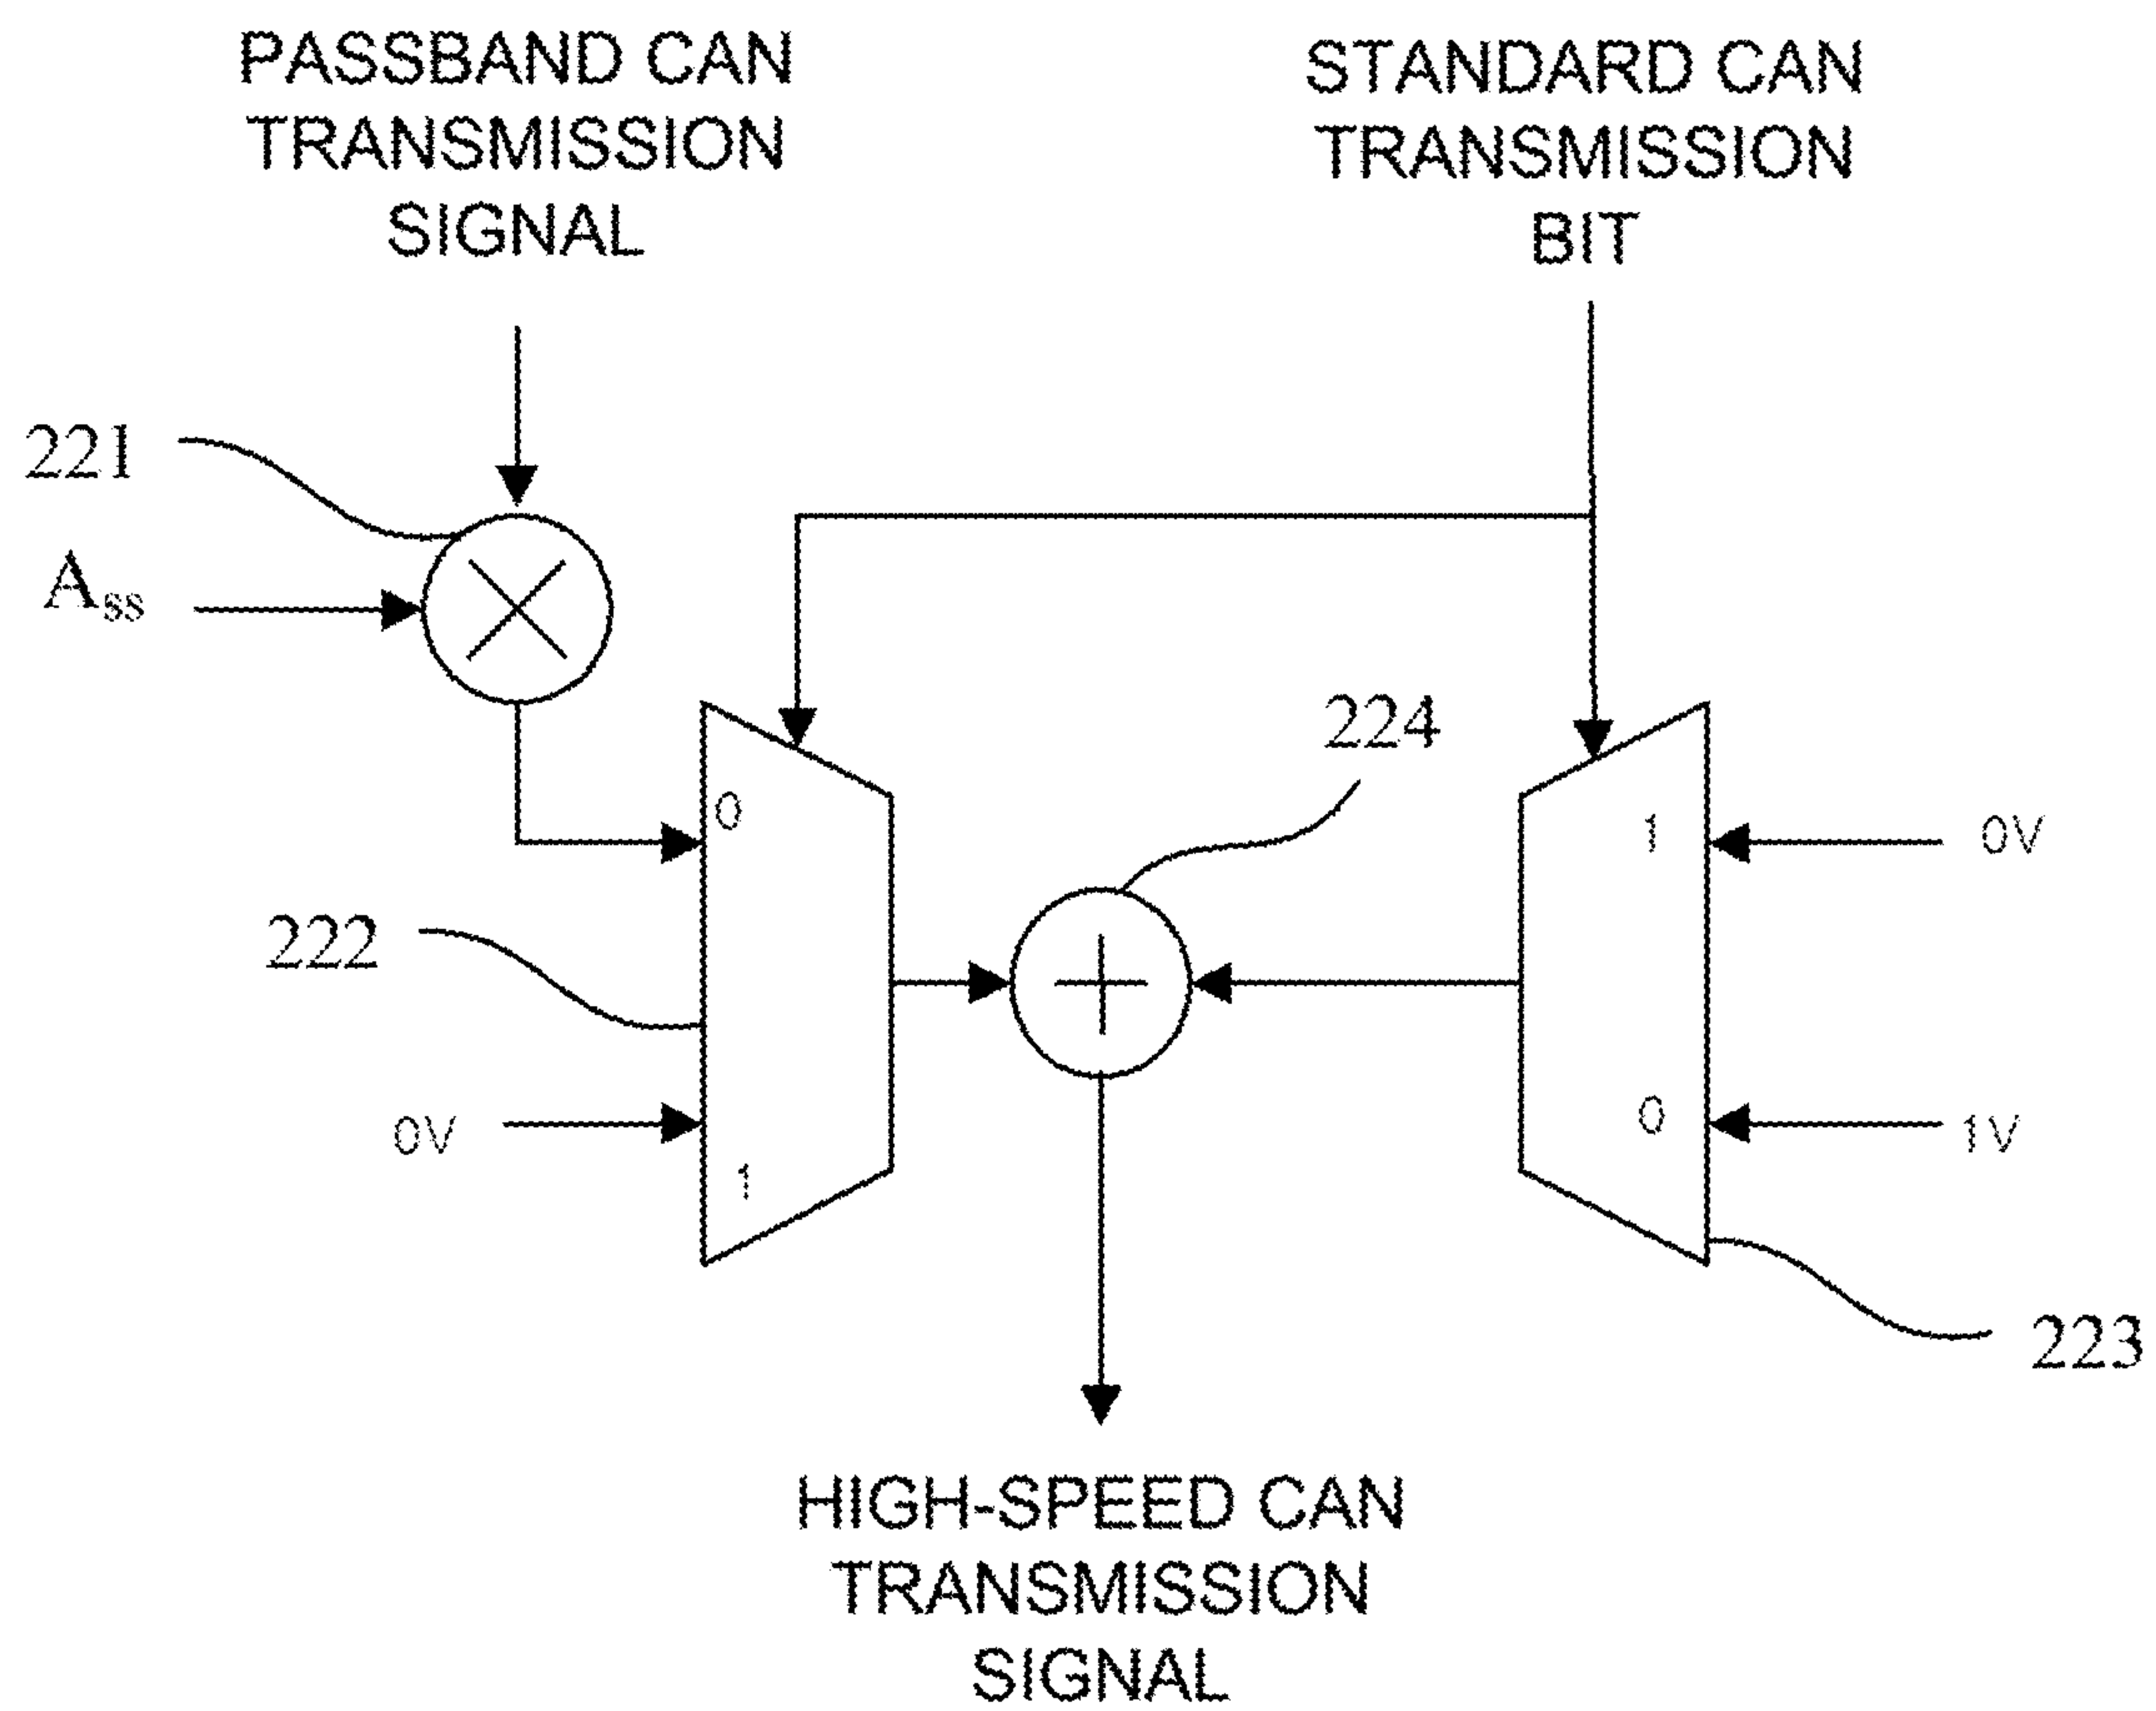 PASSBAND CAN
TRANSMISSION
SIGNAL
STANDARD CAN
TRANSMISSION
BIT
221
Ass
224
0
1
0V
222
0V
1
0
1V
223
HIGH-SPEED CAN
TRANSMISSION
SIGNAL